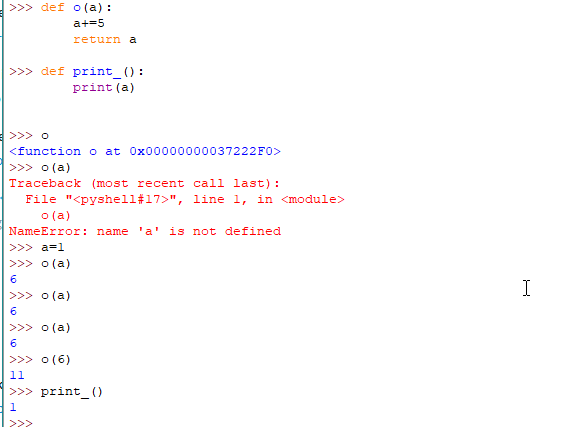 >>> def o(a):
        a+=5
        return a

>>> def print_():
        print(a)

>>> o
<function o at 0x00000000037222F0>
>>> o(a)
Traceback (most recent call last):
  File "<pyshell#17>", line 1, in <module>
    o(a)
NameError: name 'a' is not defined
>>> a=1
>>> o(a)
6
>>> o(a)
6
>>> o(a)
6
>>> o(6)
11
>>> print_()
1
>>>